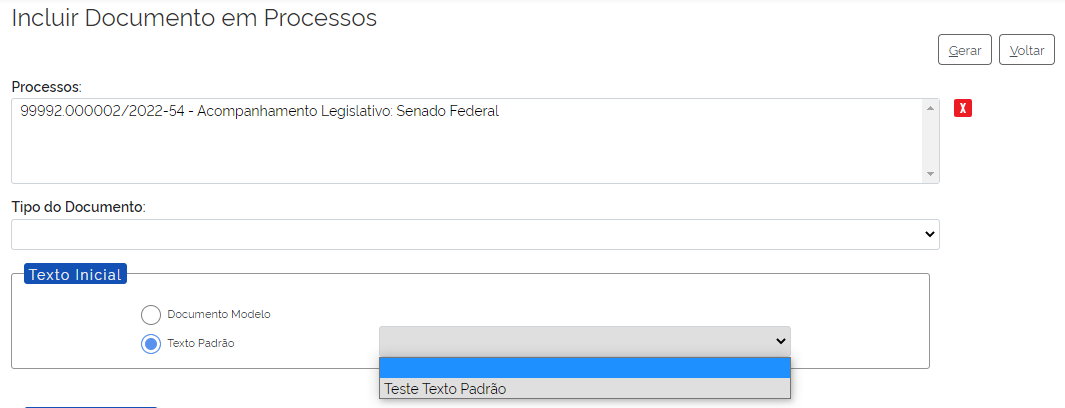 Incluir Documento em Processos
Gerar
Voltar
Processos:
99992.000002/2022-54 - Acompanhamento Legislativo: Senado Federal
X
Tipo do Documento:
Texto Inicial
Documento Modelo
Texto Padrão
Teste Texto Padrão